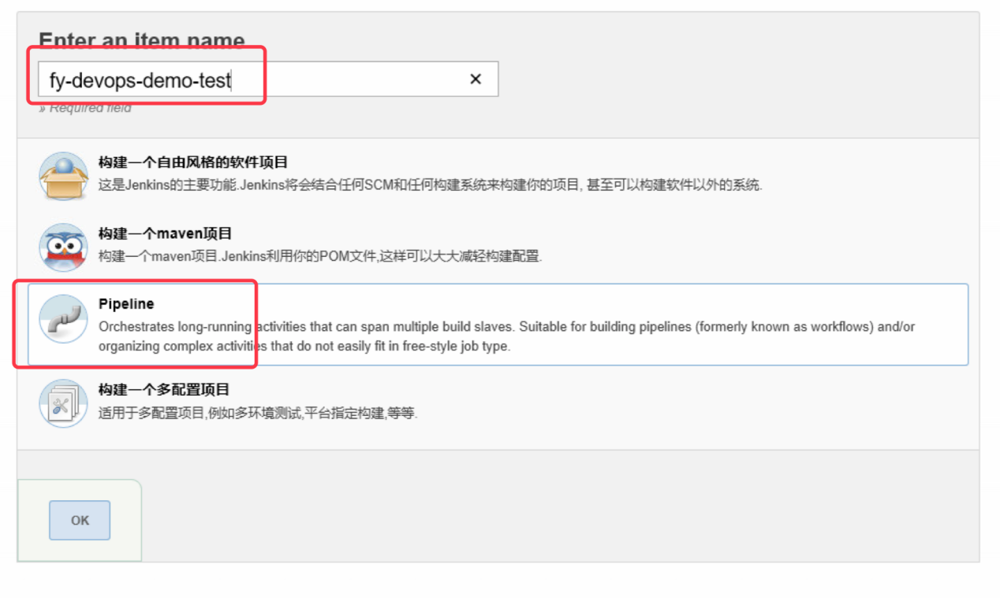 Enter an item name
fy-devops-demo-test
» Required field
构建一个自由风格的软件项目
这是Jenkins的主要功能.Jenkins将会结合任何SCM和任何构建系统来构建你的项目, 甚至可以构建软件以外的系统.
构建一个maven项目
构建一个maven项目.Jenkins利用你的POM文件,这样可以大大减轻构建配置.
Pipeline
Orchestrates long-running activities that can span multiple build slaves. Suitable for building pipelines (formerly known as workflows) and/or
organizing complex activities that do not easily fit in free-style job type.
构建一个多配置项目
适用于多配置项目,例如多环境测试,平台指定构建,等等.
OK